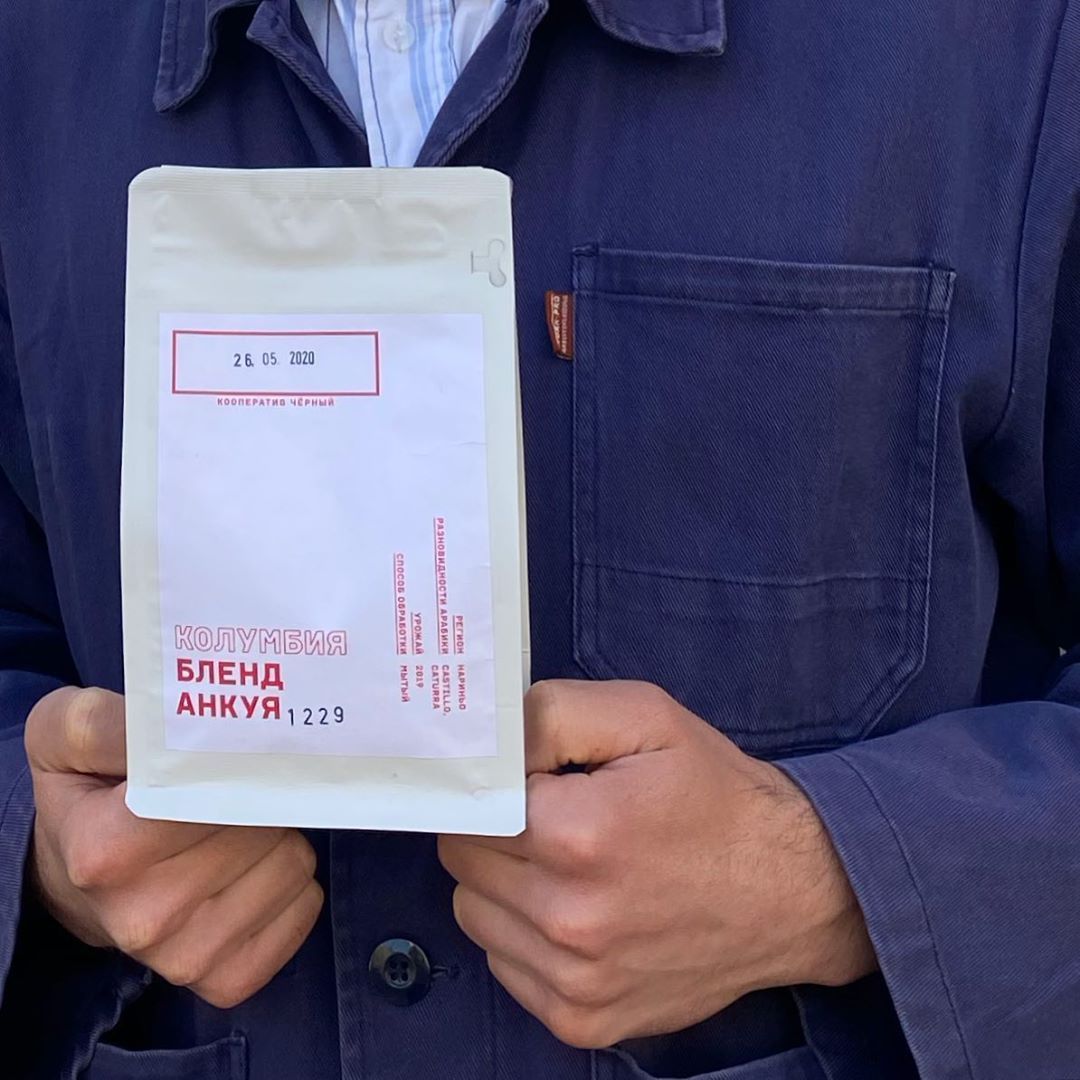 26. 05. 2020
КООПЕРАТИВ ЧЁРНЫЙ
КОЛУМБИЯ
БЛЕНД
АНКУЯ 1229
РЕГИОН НАРИНЬО
РАЗНОВИДНОСТИ АРАБИКИ CASTILLO,
CATURRA
УРОЖАЙ 2019
СПОСОБ ОБРАБОТКИ МЫТЫЙ